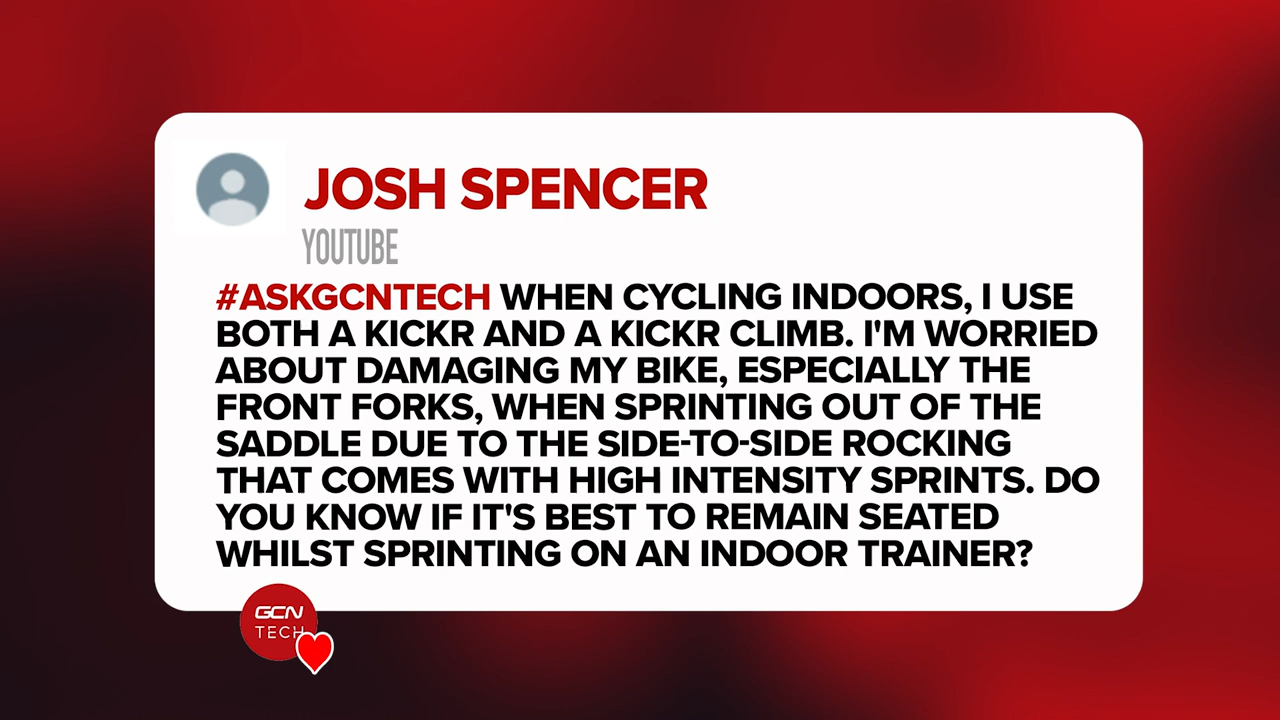 JOSH SPENCER
YOUTUBE
#ASKGCNTECH WHEN CYCLING INDOORS, I USE
BOTH A KICKR AND A KICKR CLIMB. I'M WORRIED
ABOUT DAMAGING MY BIKE, ESPECIALLY THE
FRONT FORKS, WHEN SPRINTING OUT OF THE
SADDLE DUE TO THE SIDE-TO-SIDE ROCKING
THAT COMES WITH HIGH INTENSITY SPRINTS. DO
YOU KNOW IF IT'S BEST TO REMAIN SEATED
WHILST SPRINTING ON AN INDOOR TRAINER?
GCN
TECH